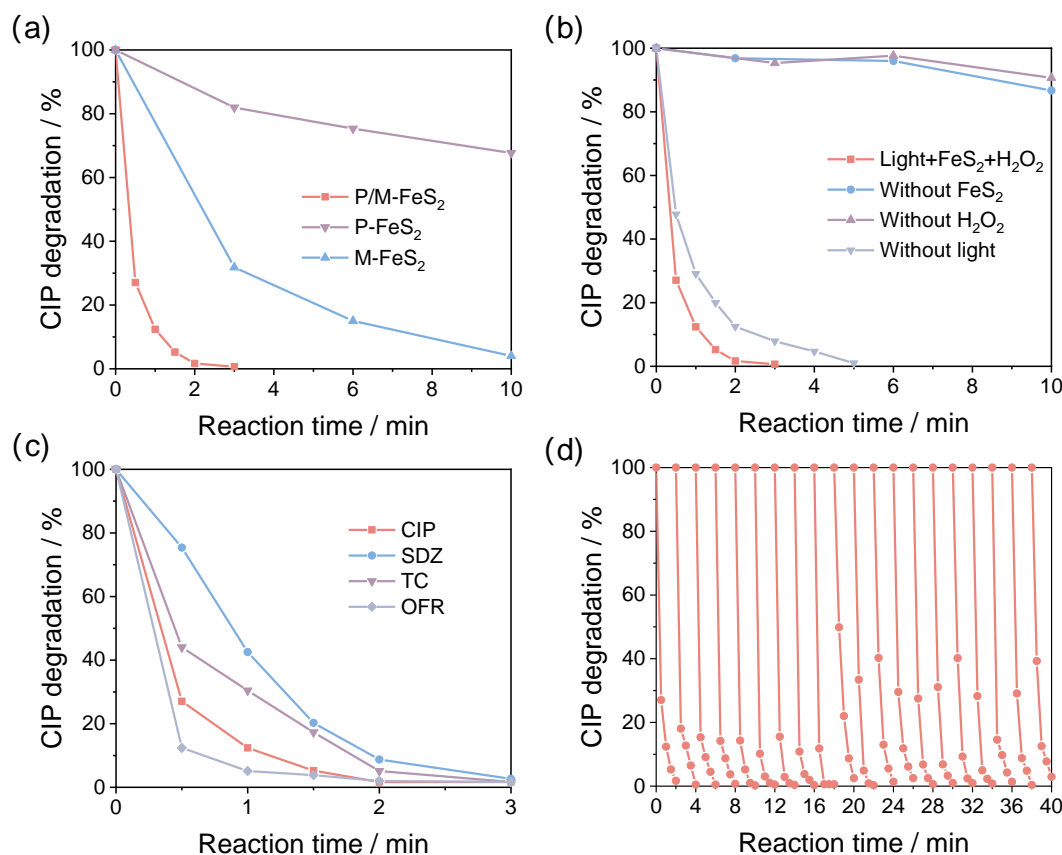 (a)
CIP degradation / %
100
80
60
40
20
0
P/M-FeS₂
P-FeS₂
M-FeS₂
0 2 4 6 8 10
Reaction time / min
(b)
CIP degradation / %
100
80
60
40
20
0
Light+FeS₂+H₂O₂
Without FeS₂
Without H₂O₂
Without light
0 2 4 6 8 10
Reaction time / min
(c)
CIP degradation / %
100
80
60
40
20
0
CIP
SDZ
TC
OFR
0 1 2 3
Reaction time / min
(d)
CIP degradation / %
100
80
60
40
20
0
0 4 8 12 16 20 24 28 32 36 40
Reaction time / min